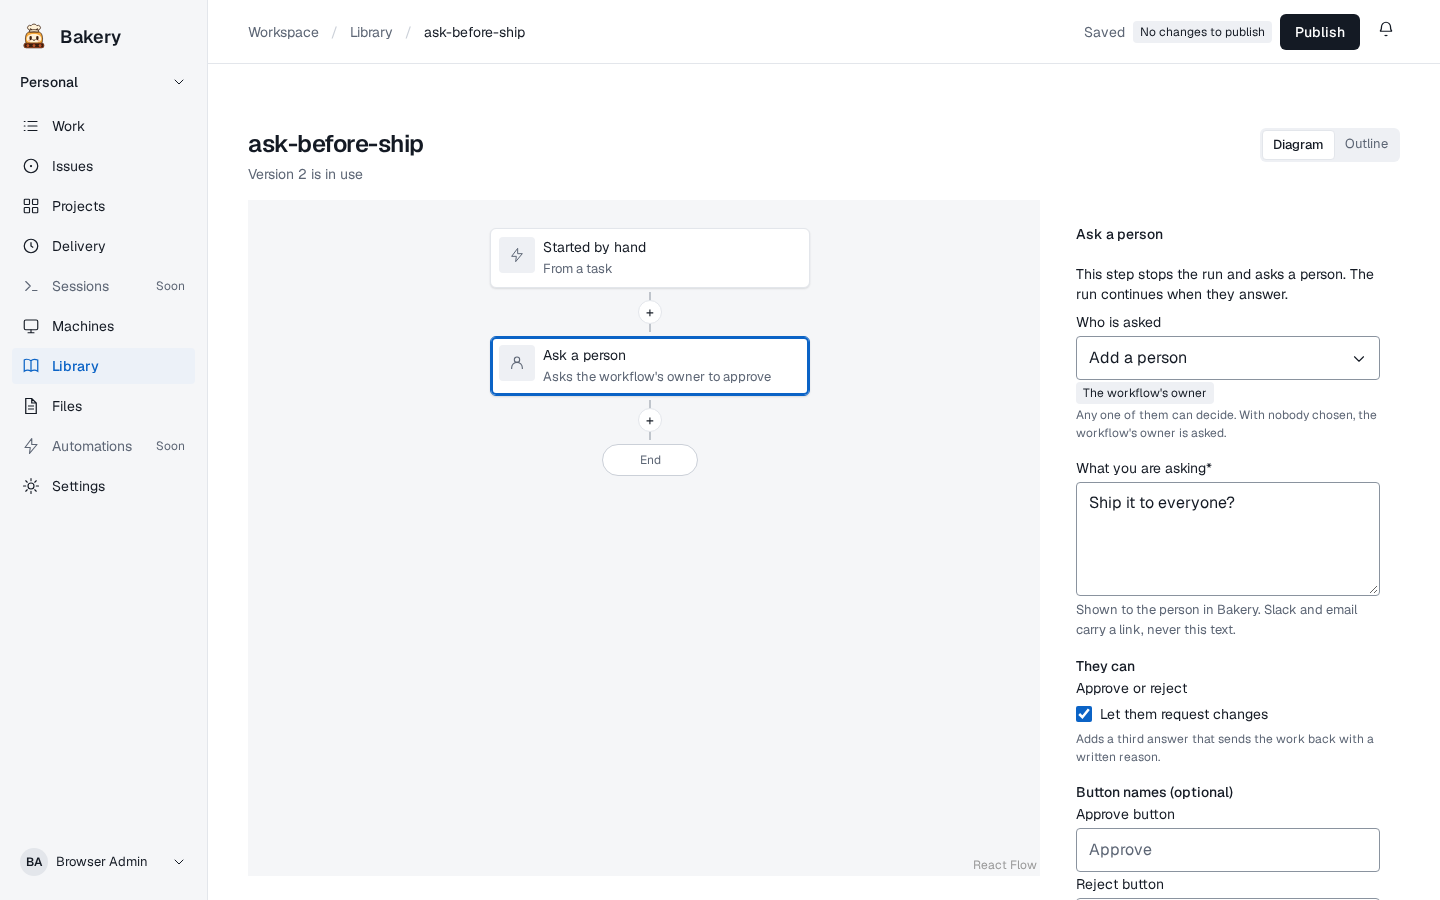 Bakery
Personal
Work
Issues
Projects
Delivery
Sessions Soon
Machines
Library
Files
Automations Soon
Settings
BA Browser Admin
Workspace / Library / ask-before-ship
Saved No changes to publish Publish
ask-before-ship
Version 2 is in use
Diagram Outline
Started by hand
From a task
+
Ask a person
Asks the workflow's owner to approve
+
End
React Flow
Ask a person
This step stops the run and asks a person. The
run continues when they answer.
Who is asked
Add a person
The workflow's owner
Any one of them can decide. With nobody chosen, the
workflow's owner is asked.
What you are asking*
Ship it to everyone?
Shown to the person in Bakery. Slack and email
carry a link, never this text.
They can
Approve or reject
Let them request changes
Adds a third answer that sends the work back with a
written reason.
Button names (optional)
Approve button
Approve
Reject button